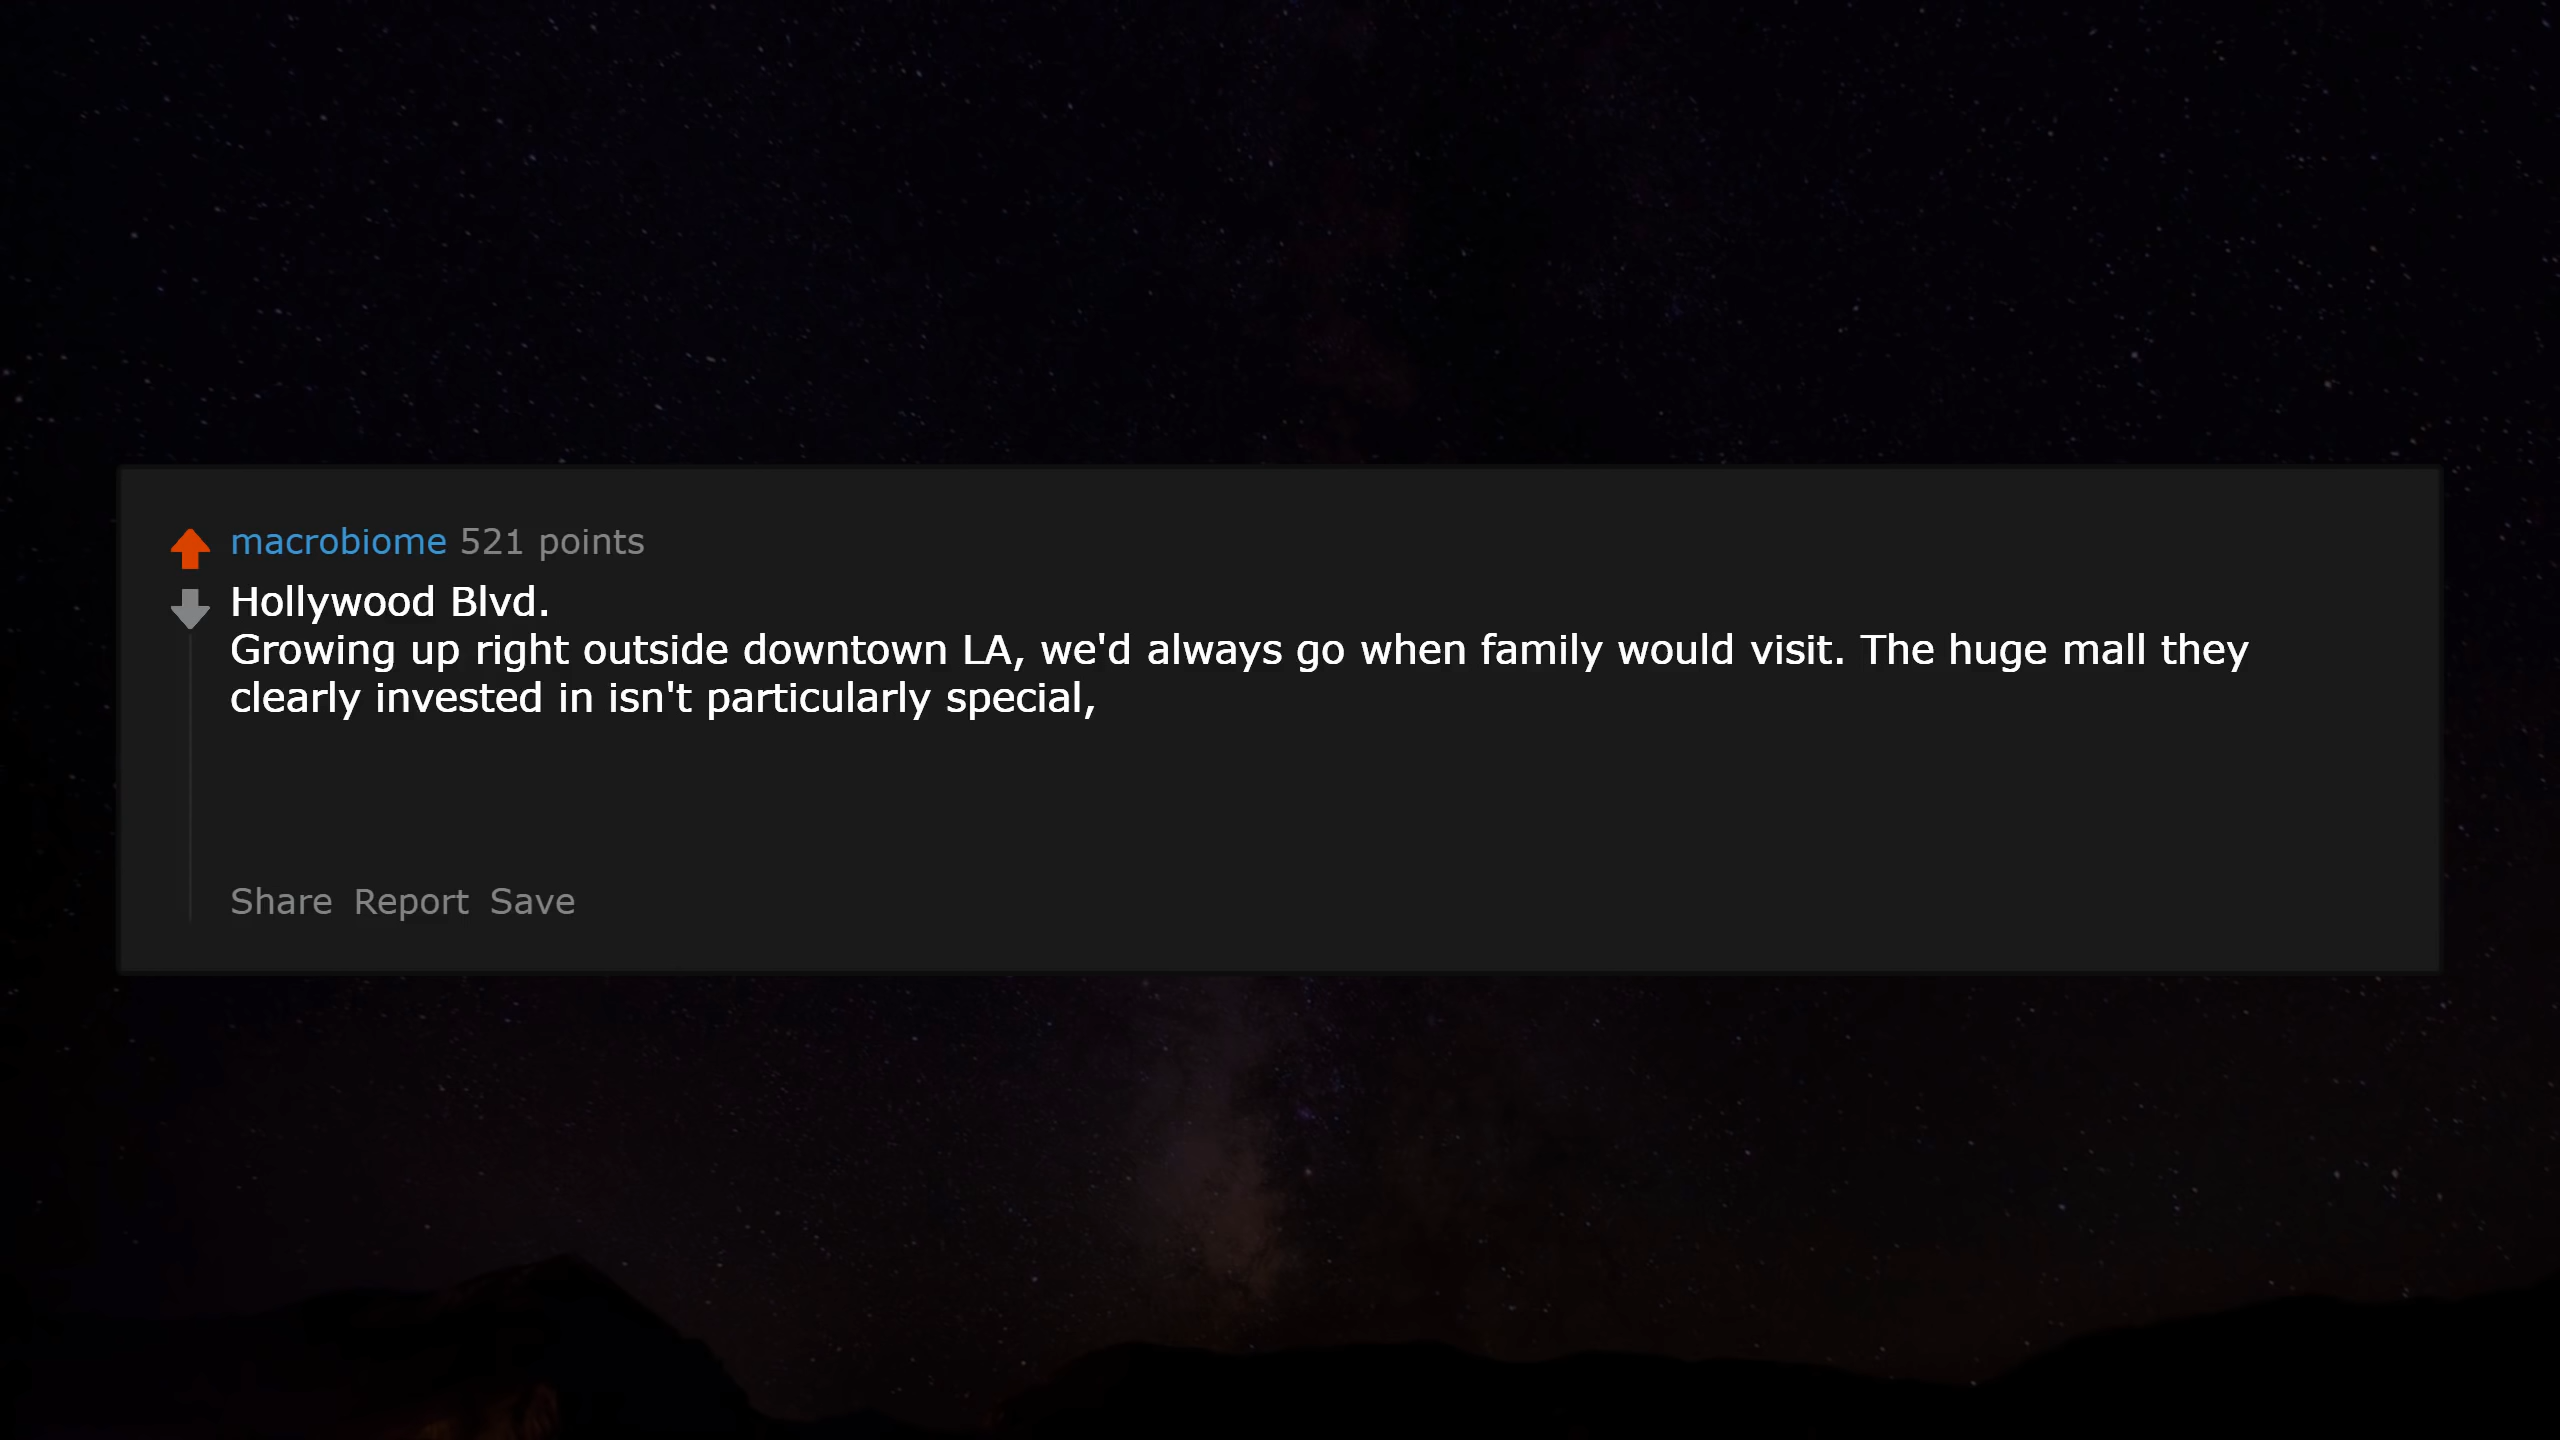 macrobiome 521 points
Hollywood Blvd.
Growing up right outside downtown LA, we'd always go when family would visit. The huge mall they
clearly invested in isn't particularly special,
Share Report Save